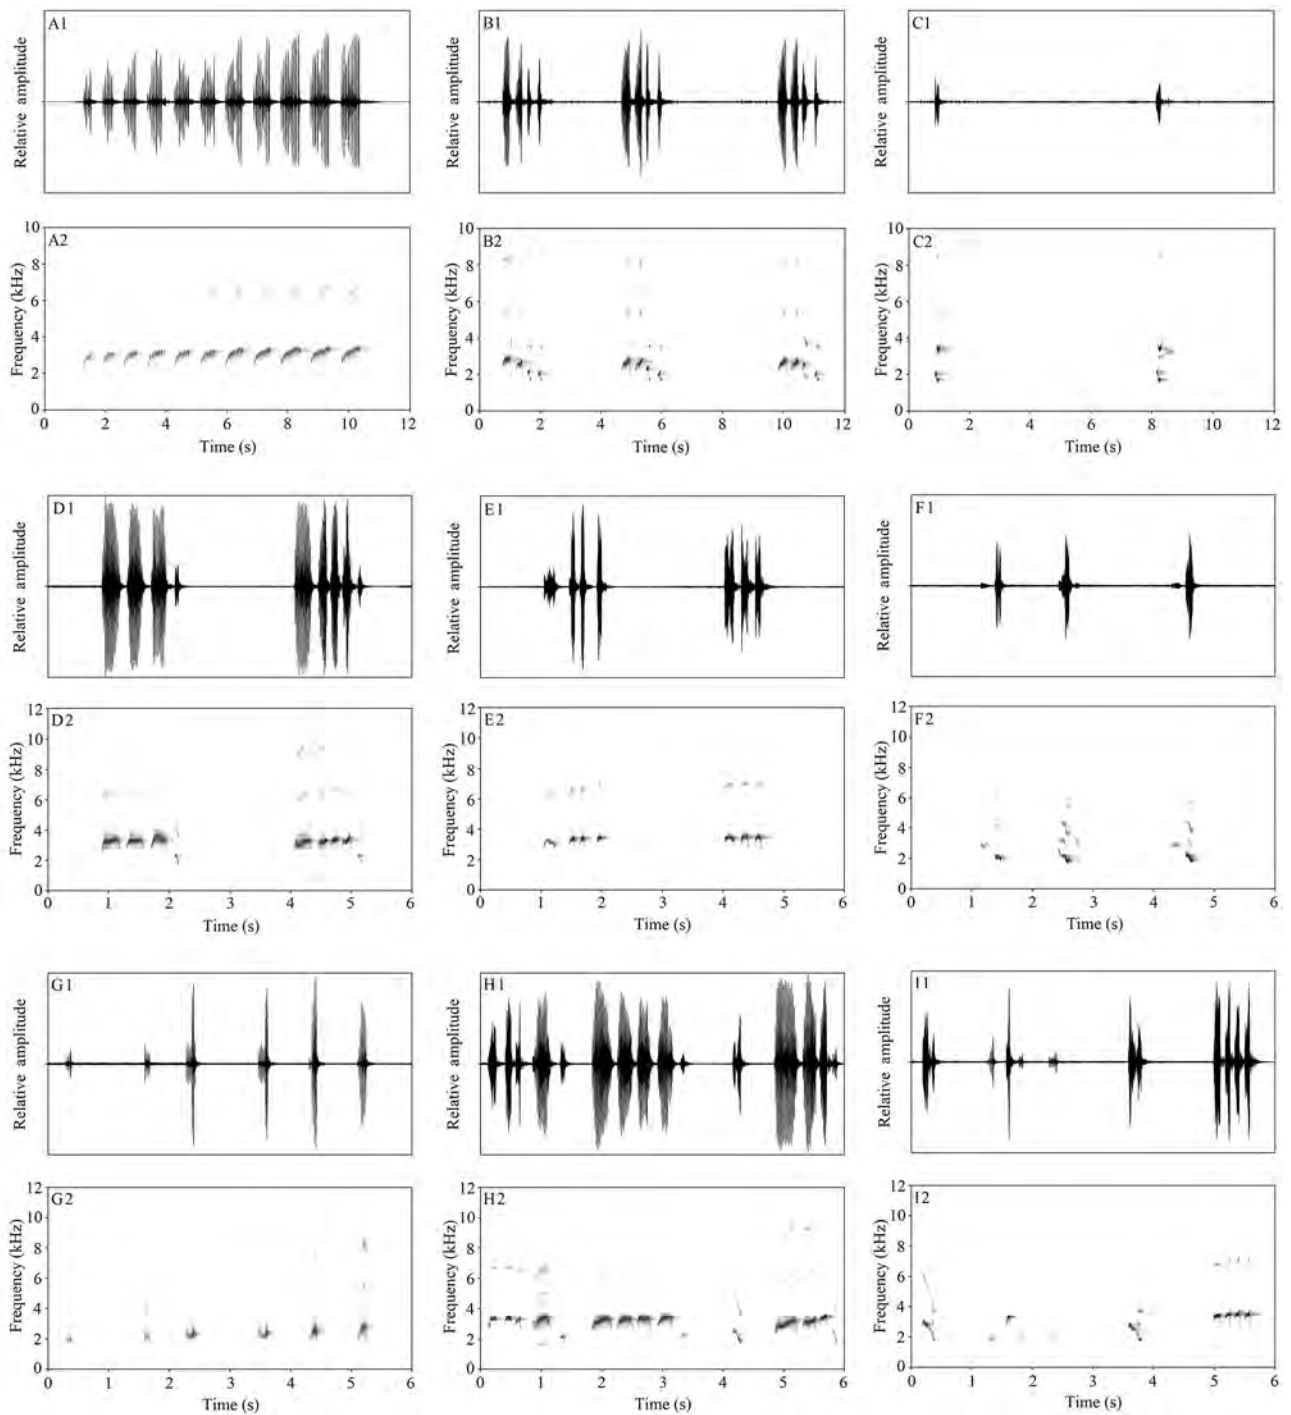 A1
B1
C1
Relative amplitude
Relative amplitude
Relative amplitude
A2
B2
C2
Frequency (kHz)
Frequency (kHz)
Frequency (kHz)
10
8
6
4
2
0
10
8
6
4
2
0
10
8
6
4
2
0
0 2 4 6 8 10 12
0 2 4 6 8 10 12
0 2 4 6 8 10 12
Time (s)
Time (s)
Time (s)
D1
E1
F1
Relative amplitude
Relative amplitude
Relative amplitude
D2
E2
F2
Frequency (kHz)
Frequency (kHz)
Frequency (kHz)
12
10
8
6
4
2
0
12
10
8
6
4
2
0
12
10
8
6
4
2
0
0 1 2 3 4 5 6
0 1 2 3 4 5 6
0 1 2 3 4 5 6
Time (s)
Time (s)
Time (s)
G1
H1
I1
Relative amplitude
Relative amplitude
Relative amplitude
G2
H2
I2
Frequency (kHz)
Frequency (kHz)
Frequency (kHz)
12
10
8
6
4
2
0
12
10
8
6
4
2
0
12
10
8
6
4
2
0
0 1 2 3 4 5 6
0 1 2 3 4 5 6
0 1 2 3 4 5 6
Time (s)
Time (s)
Time (s)